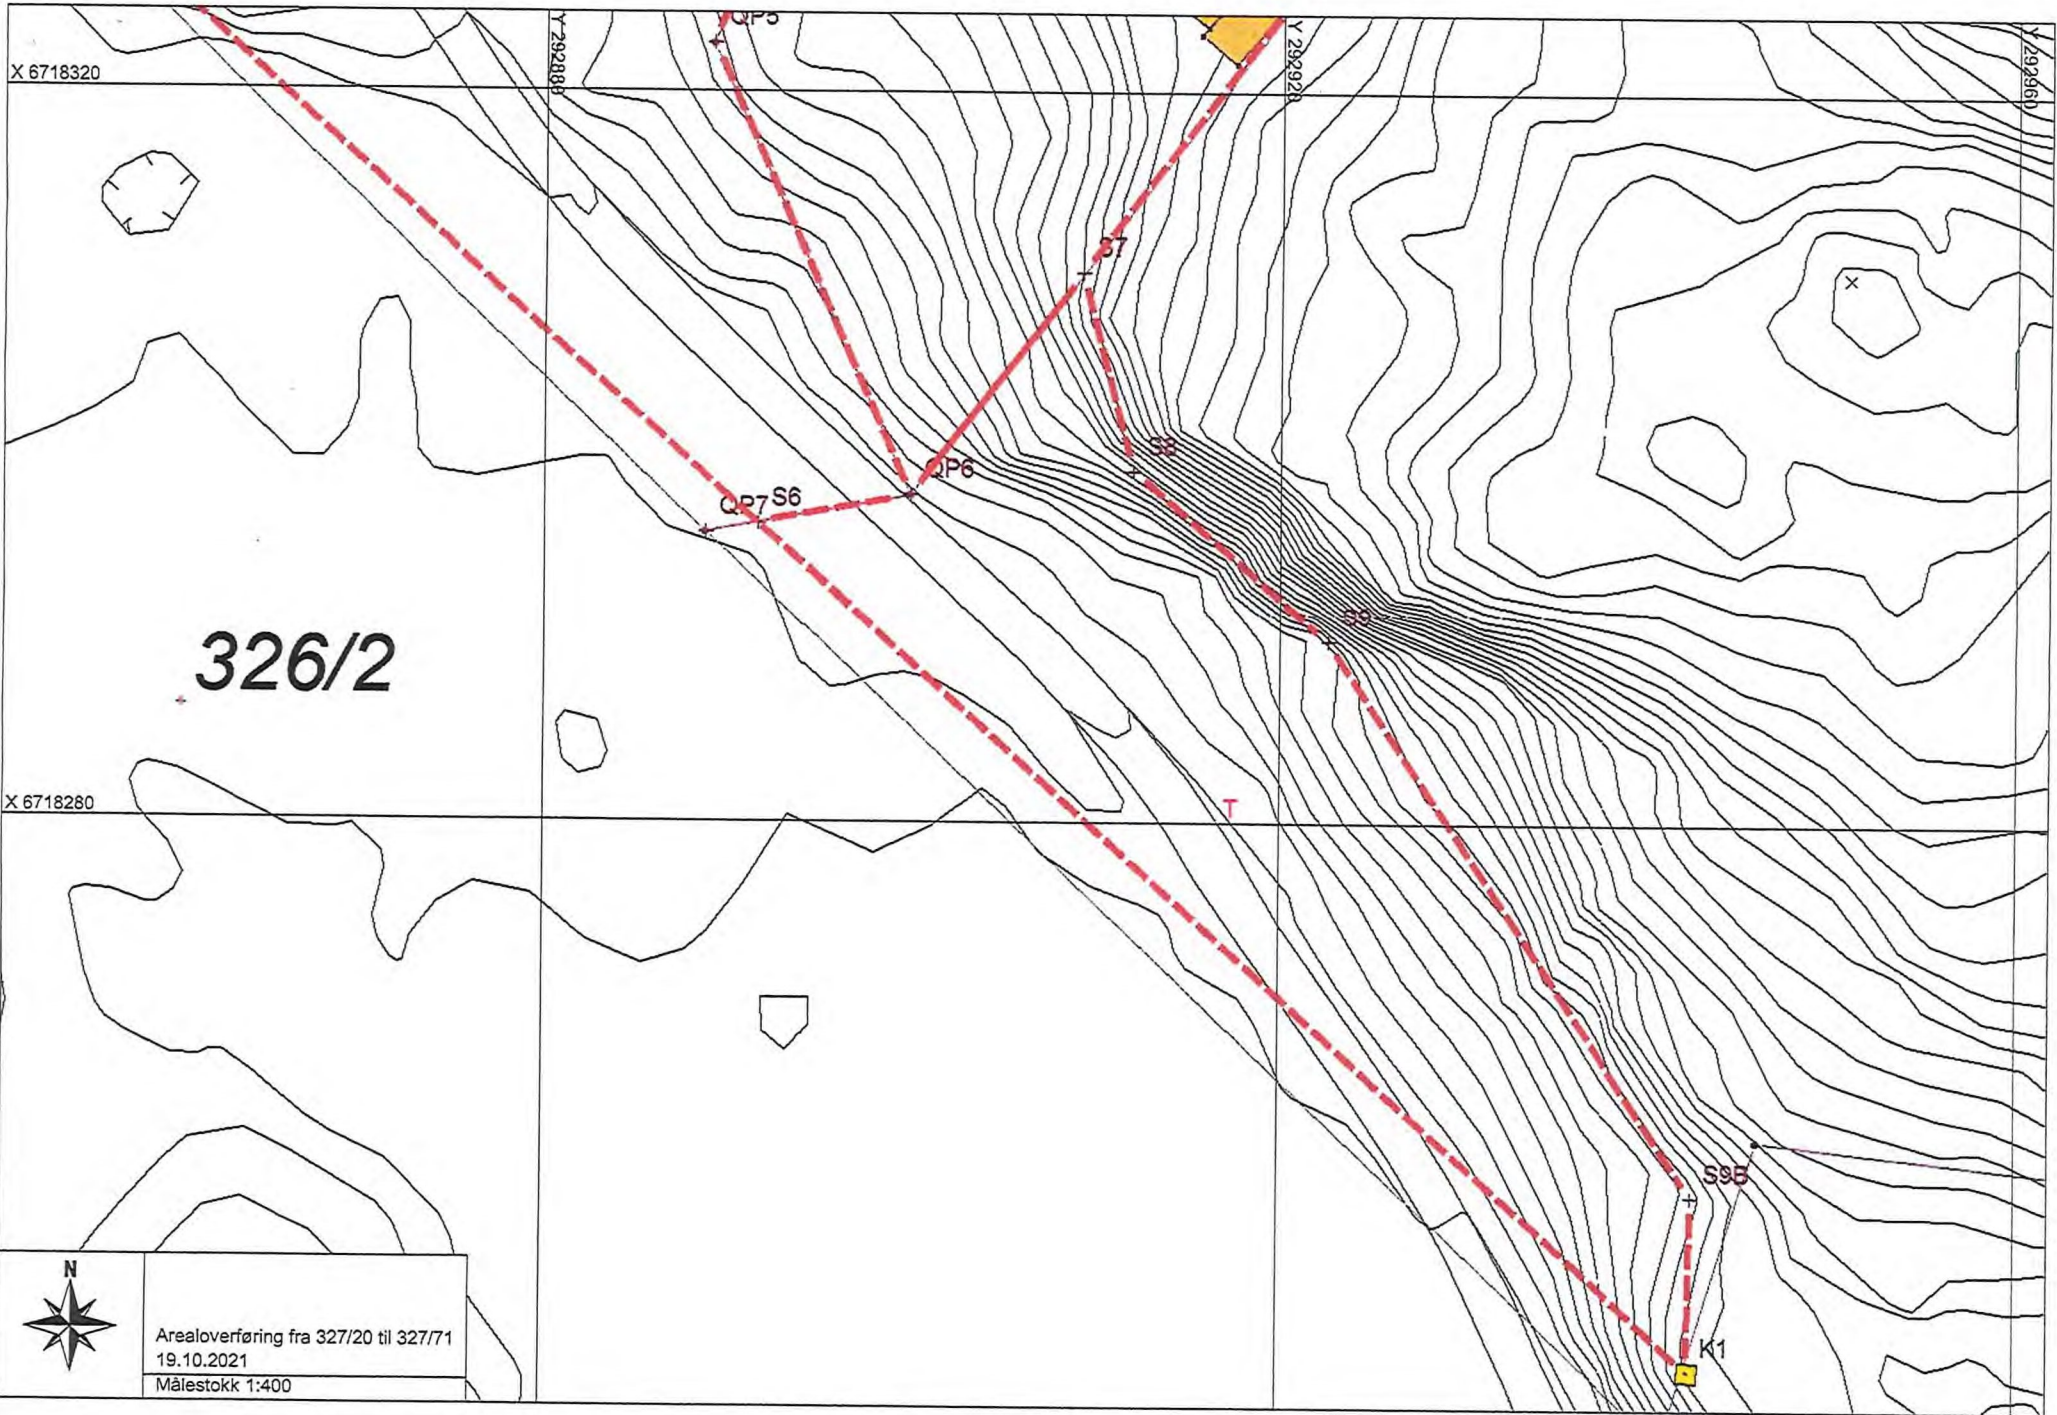 QP5
Y 292880
Y 292920
Y 292960
X 6718320
S7
S8
QP6
QP7 S6
S9
326/2
X 6718280
T
S9B
K1
N
Arealoverføring fra 327/20 til 327/71
19.10.2021
Målestokk 1:400